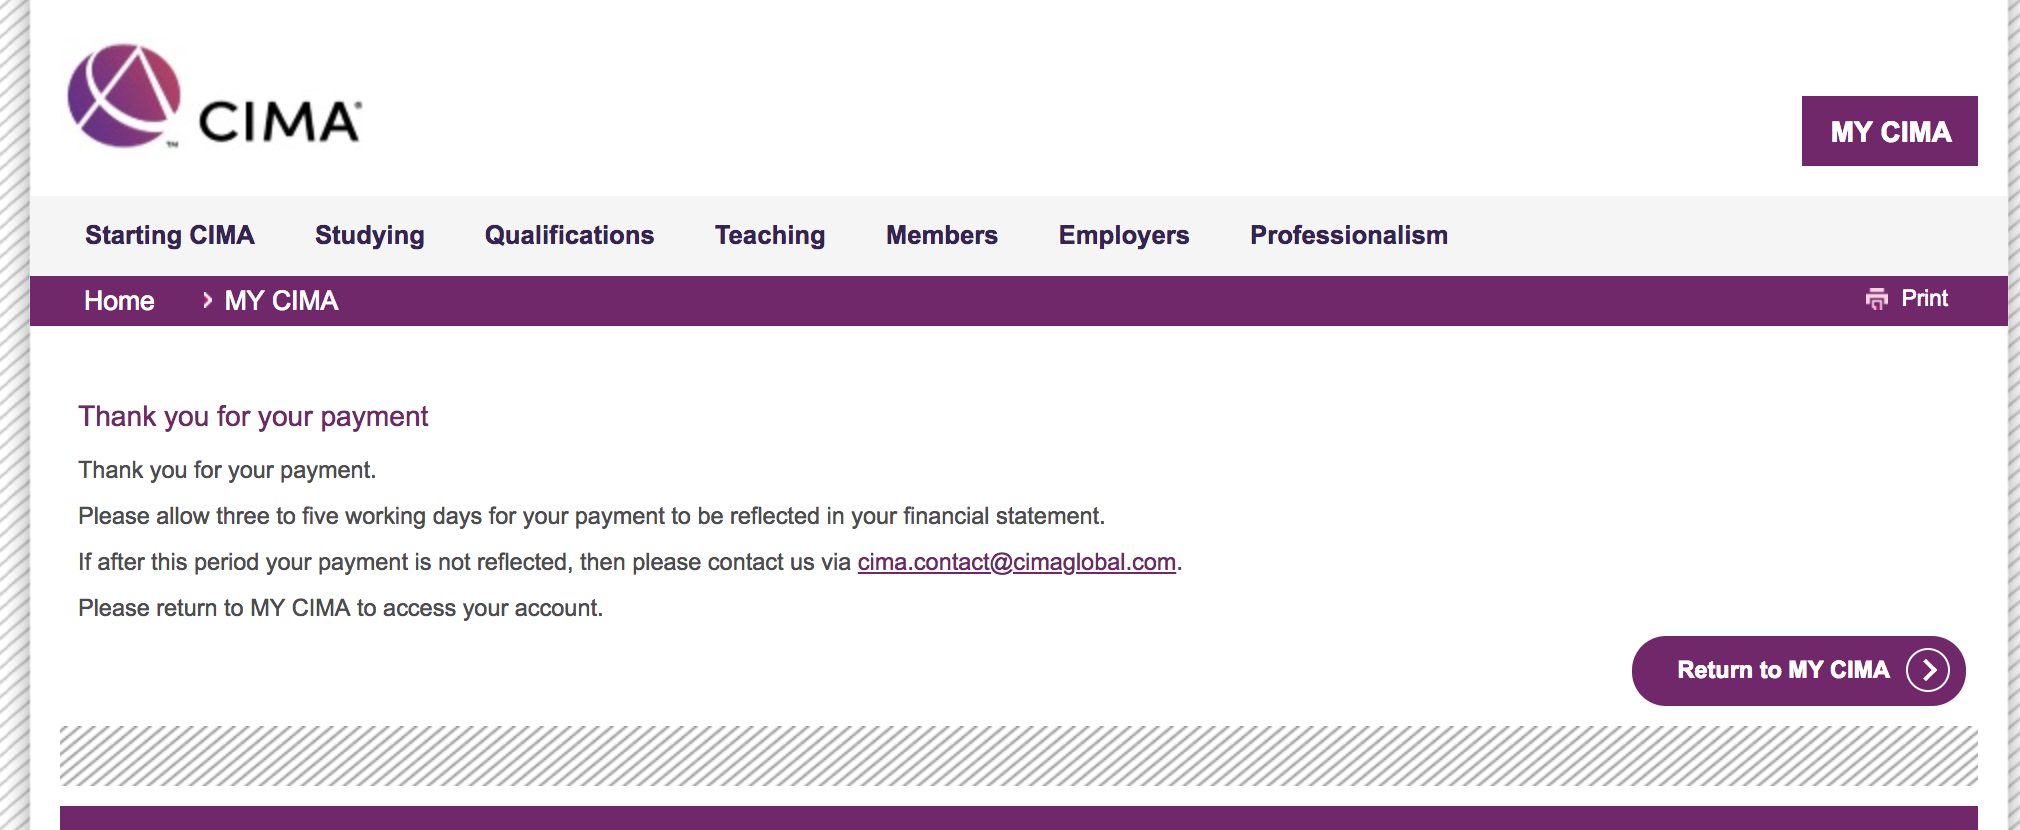 CIMA®
™
MY CIMA
Starting CIMA Studying Qualifications Teaching Members Employers Professionalism
Home › MY CIMA Print
Thank you for your payment
Thank you for your payment.
Please allow three to five working days for your payment to be reflected in your financial statement.
If after this period your payment is not reflected, then please contact us via cima.contact@cimaglobal.com.
Please return to MY CIMA to access your account.
Return to MY CIMA